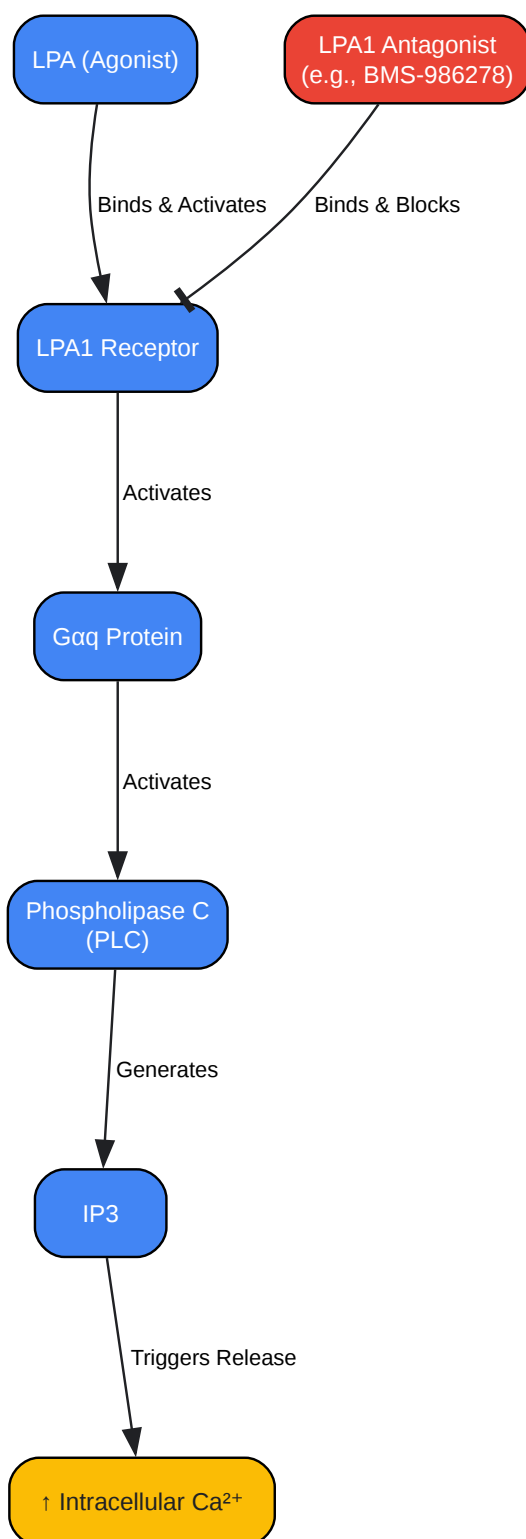 LPA (Agonist)
LPA1 Antagonist
(e.g., BMS-986278)
Binds & Activates
Binds & Blocks
LPA1 Receptor
Activates
Gαq Protein
Activates
Phospholipase C
(PLC)
Generates
IP3
Triggers Release
↑ Intracellular Ca²⁺